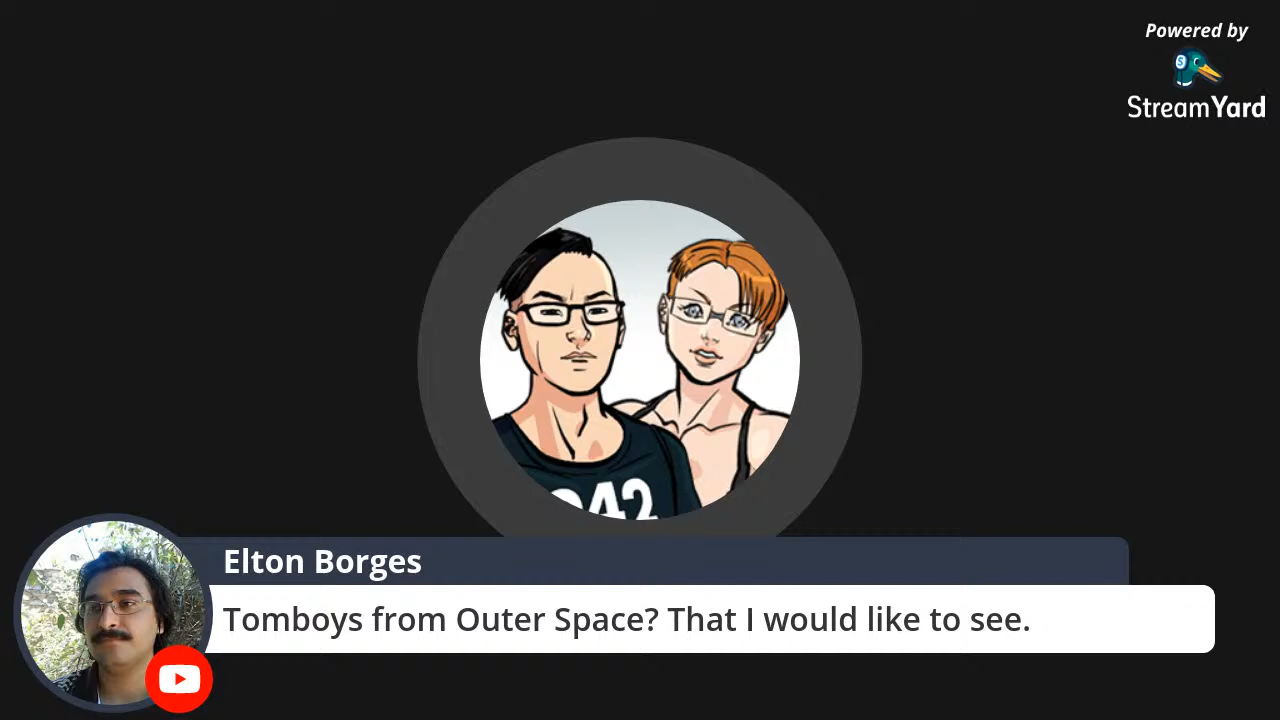 Powered by
StreamYard
Elton Borges
Tomboys from Outer Space? That I would like to see.